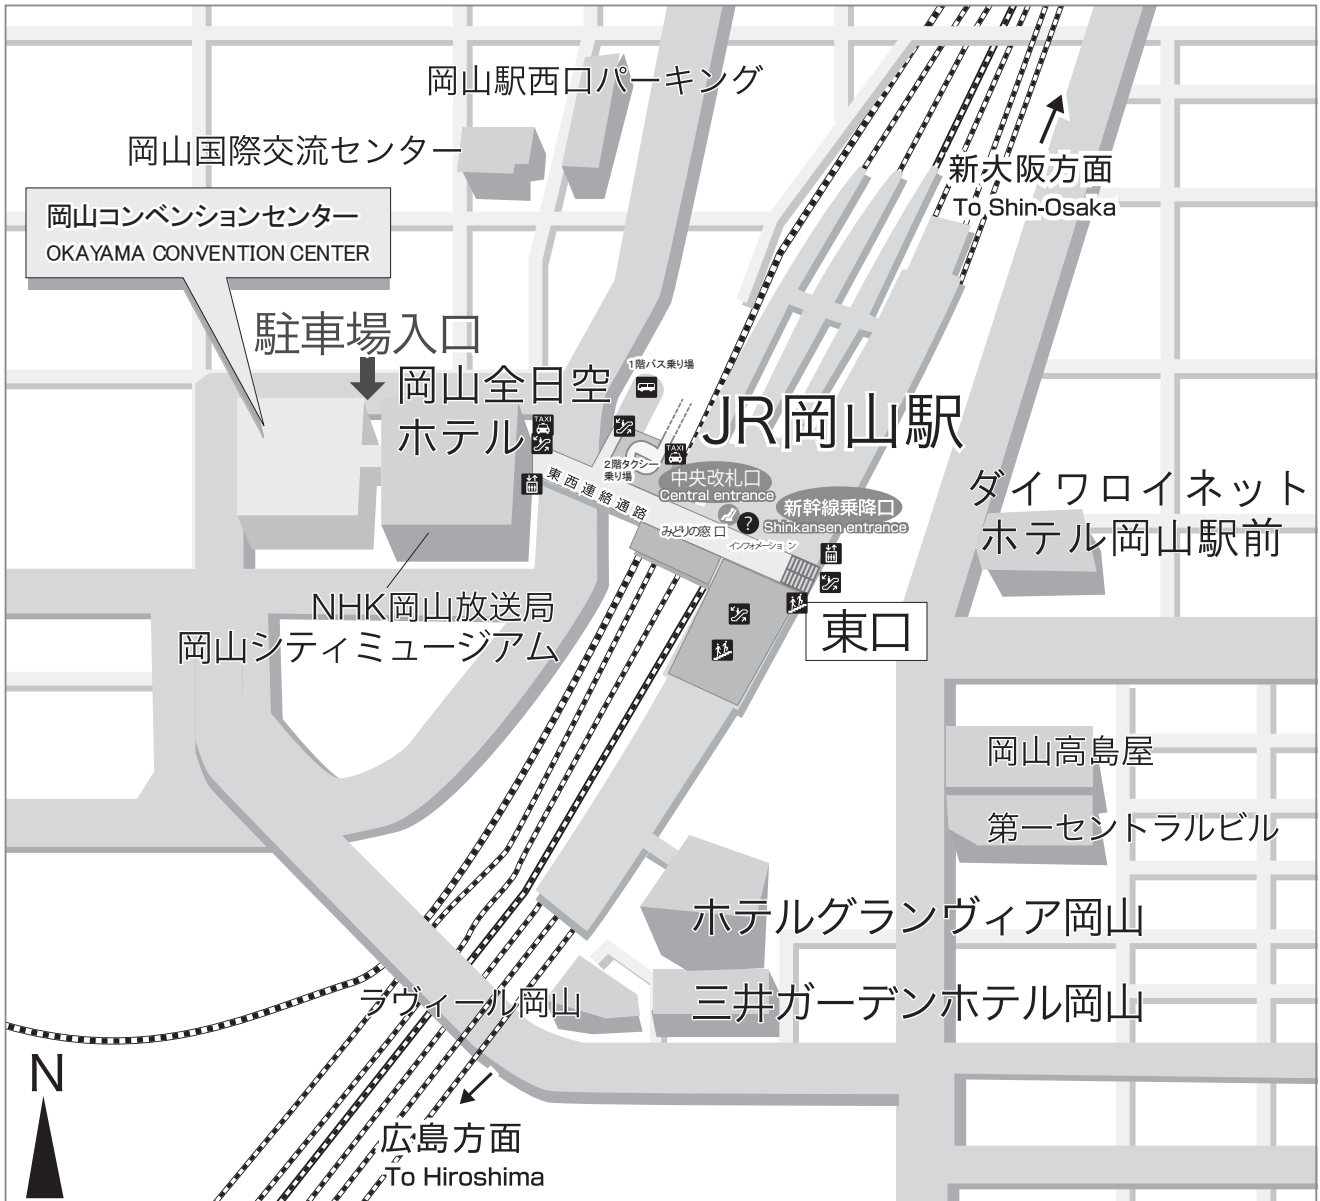 岡山駅西口パーキング
岡山国際交流センター
新大阪方面
To Shin-Osaka
岡山コンベンションセンター
OKAYAMA CONVENTION CENTER
駐車場入口
1階バス乗り場
岡山全日空
ホテル
TAXI
JR岡山駅
TAXI
2階タクシー
乗り場
東西連絡通路
中央改札口
Central entrance
新幹線乗降口
Shinkansen entrance
?
みどりの窓口
インフォメーション
ダイワロイネット
ホテル岡山駅前
NHK岡山放送局
岡山シティミュージアム
東口
岡山高島屋
第一セントラルビル
ホテルグランヴィア岡山
ラヴィール岡山
三井ガーデンホテル岡山
N
広島方面
To Hiroshima